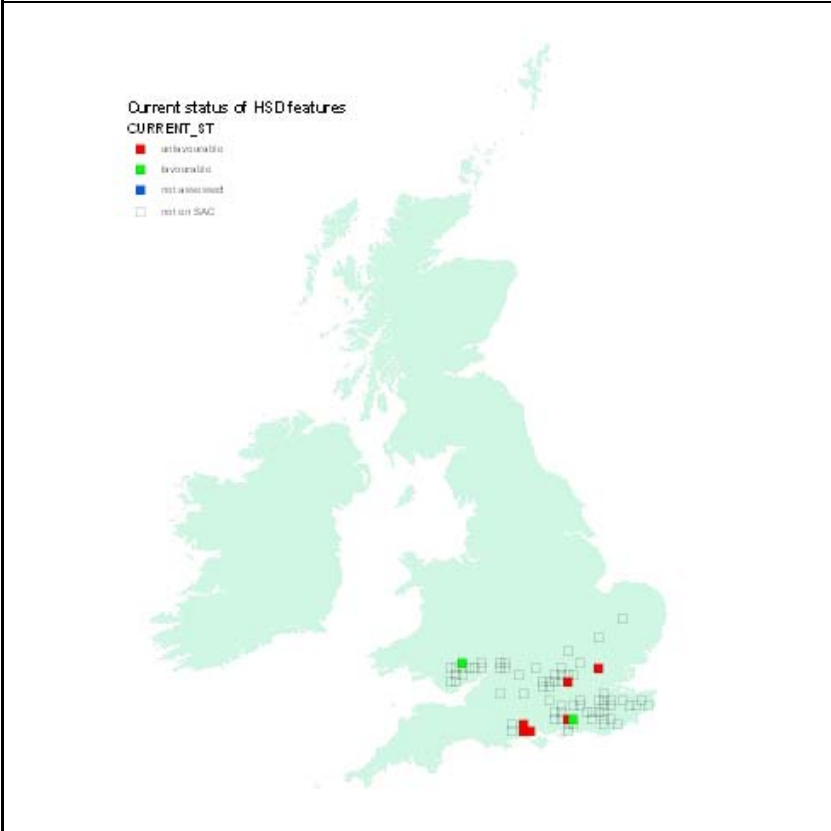 Current status of HSD features
CURRENT_ST
unfavourable
favourable
not assessed
not on SAC